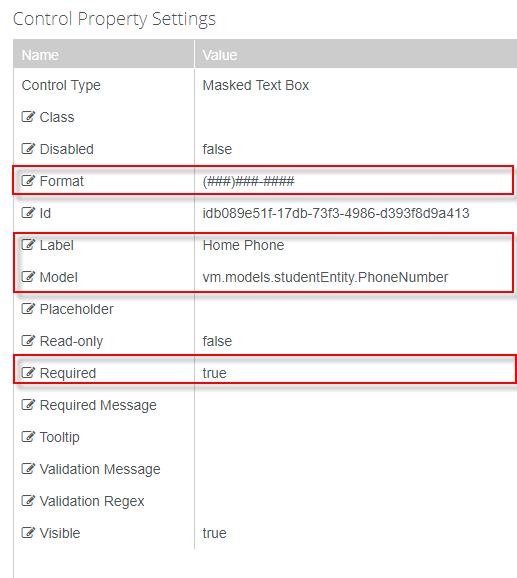 Control Property Settings
Name Value
Control Type Masked Text Box
Class
Disabled false
Format (###)###-####
Id idb089e51f-17db-73f3-4986-d393f8d9a413
Label Home Phone
Model vm.models.studentEntity.PhoneNumber
Placeholder
Read-only false
Required true
Required Message
Tooltip
Validation Message
Validation Regex
Visible true